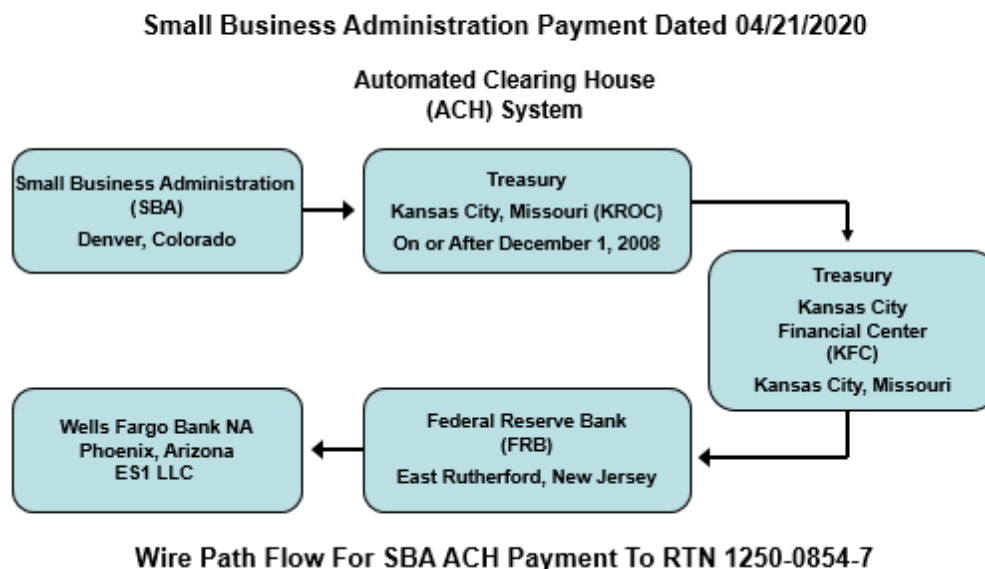 Small Business Administration Payment Dated 04/21/2020
Automated Clearing House
(ACH) System
Small Business Administration
(SBA)
Denver, Colorado
Treasury
Kansas City, Missouri (KROC)
On or After December 1, 2008
Treasury
Kansas City
Financial Center
(KFC)
Kansas City, Missouri
Federal Reserve Bank
(FRB)
East Rutherford, New Jersey
Wells Fargo Bank NA
Phoenix, Arizona
ES1 LLC
Wire Path Flow For SBA ACH Payment To RTN 1250-0854-7